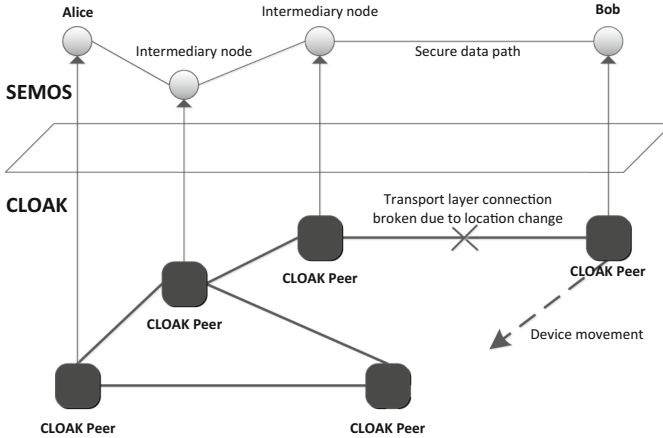 Alice
Intermediary node
Intermediary node
Bob
Secure data path
SEMOS
CLOAK
Transport layer connection
broken due to location change
CLOAK Peer
CLOAK Peer
CLOAK Peer
Device movement
CLOAK Peer
CLOAK Peer